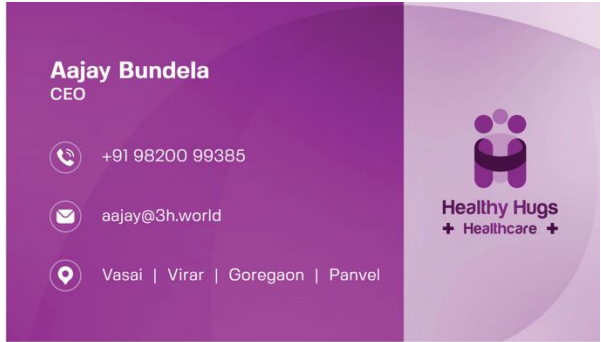 Aajay Bundela
CEO
+91 98200 99385
aajay@3h.world
Vasai | Virar | Goregaon | Panvel
Healthy Hugs
+ Healthcare +